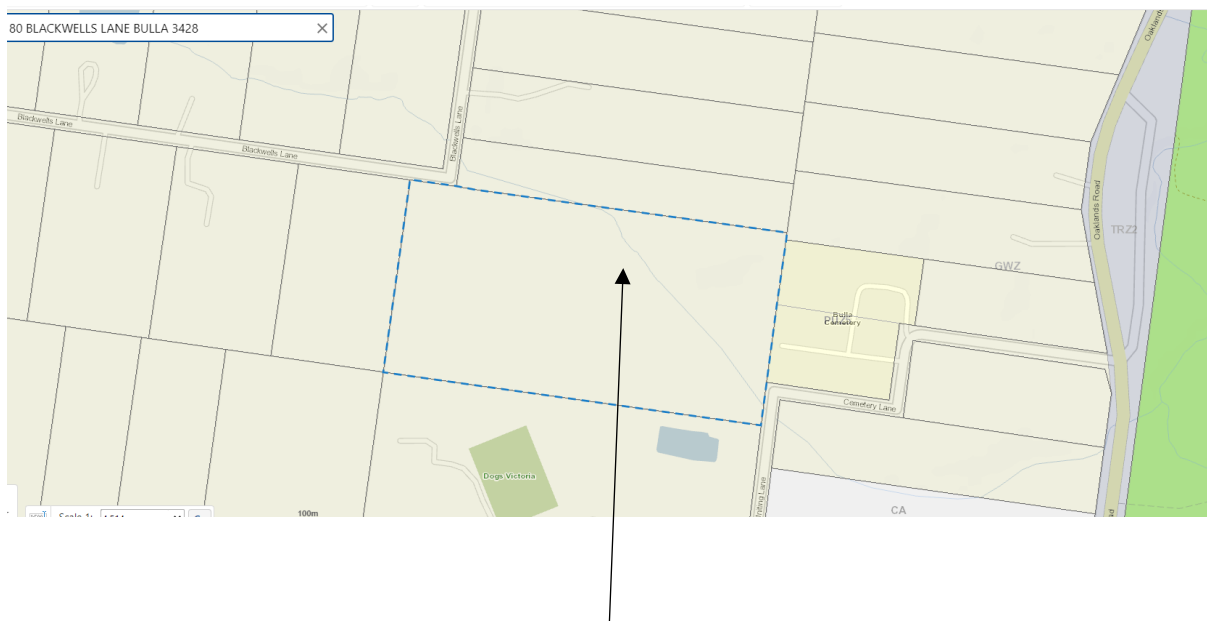 80 BLACKWELLS LANE BULLA 3428
Oaklands
Blackwells Lane
Blackwells Lane
Blackwells Lane
Oaklands Road
TRZ2
GWZ
Bulla
Cemetery
Cemetery Lane
Dogs Victoria
CA
Scale 1:
100m